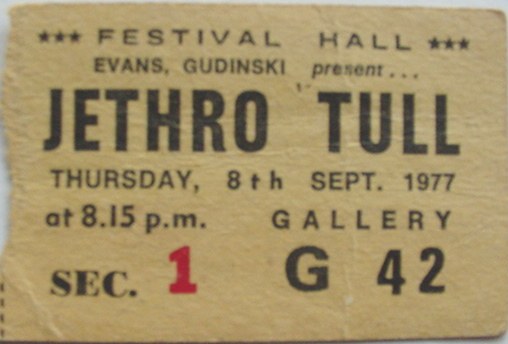 *** FESTIVAL HALL ***
EVANS, GUDINSKI present...
JETHRO TULL
THURSDAY, 8th SEPT. 1977
at 8.15 p.m. GALLERY
SEC. 1 G 42